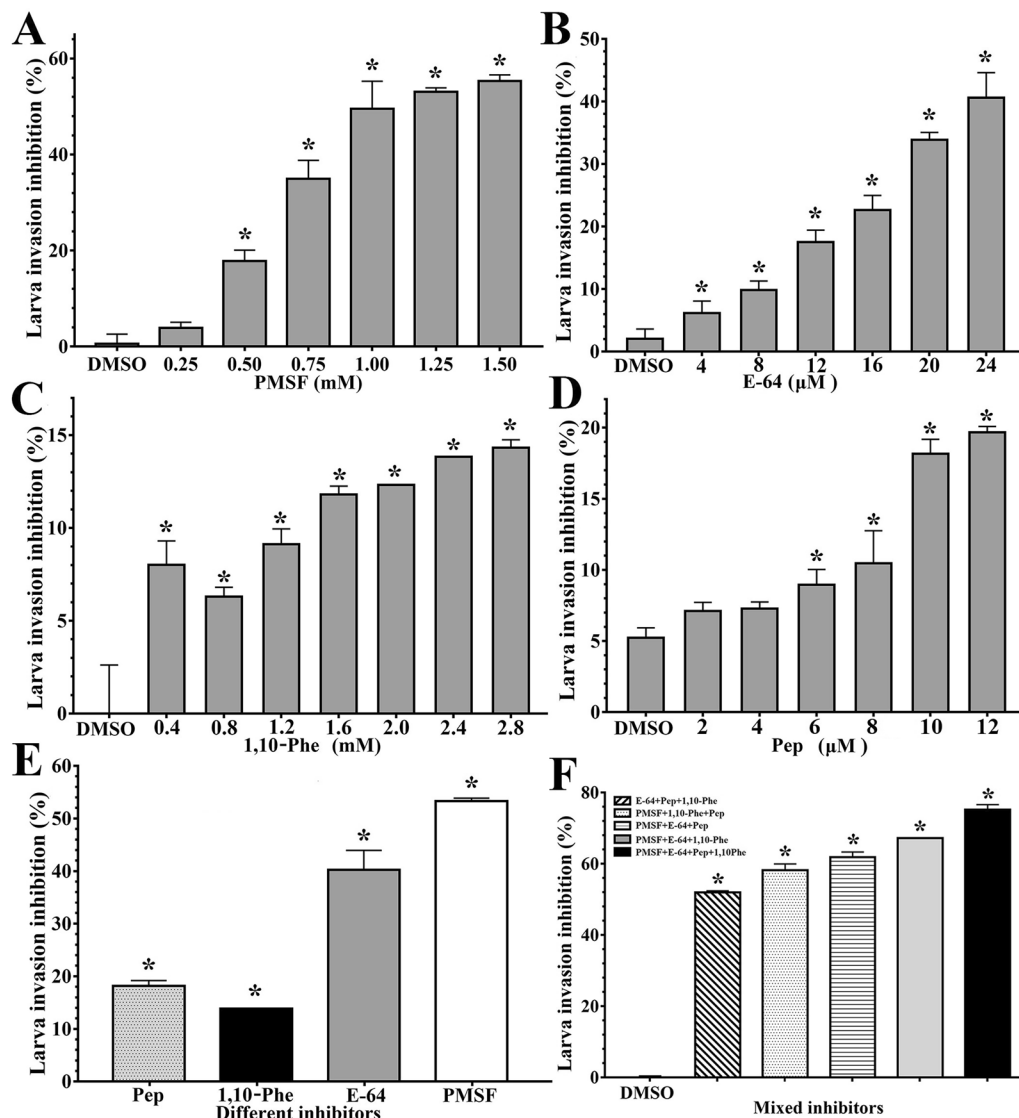 A
Larva invasion inhibition (%)
60
40
20
0
*
*
*
*
*
DMSO 0.25 0.50 0.75 1.00 1.25 1.50
PMSF (mM)
B
Larva invasion inhibition (%)
50
40
30
20
10
0
*
*
*
*
*
*
DMSO 4 8 12 16 20 24
E-64 (μM )
C
Larva invasion inhibition (%)
15
10
5
0
*
*
*
*
*
*
*
DMSO 0.4 0.8 1.2 1.6 2.0 2.4 2.8
1,10-Phe (mM)
D
Larva invasion inhibition (%)
20
15
10
5
0
*
*
*
*
DMSO 2 4 6 8 10 12
Pep (μM )
E
Larva invasion inhibition (%)
60
50
40
30
20
10
0
*
*
*
*
Pep 1,10-Phe E-64 PMSF
Different inhibitors
F
Larva invasion inhibition (%)
80
60
40
20
0
E-64+Pep+1,10-Phe
PMSF+1,10-Phe+Pep
PMSF+E-64+Pep
PMSF+E-64+1,10-Phe
PMSF+E-64+Pep+1,10Phe
*
*
*
*
*
DMSO
Mixed inhibitors